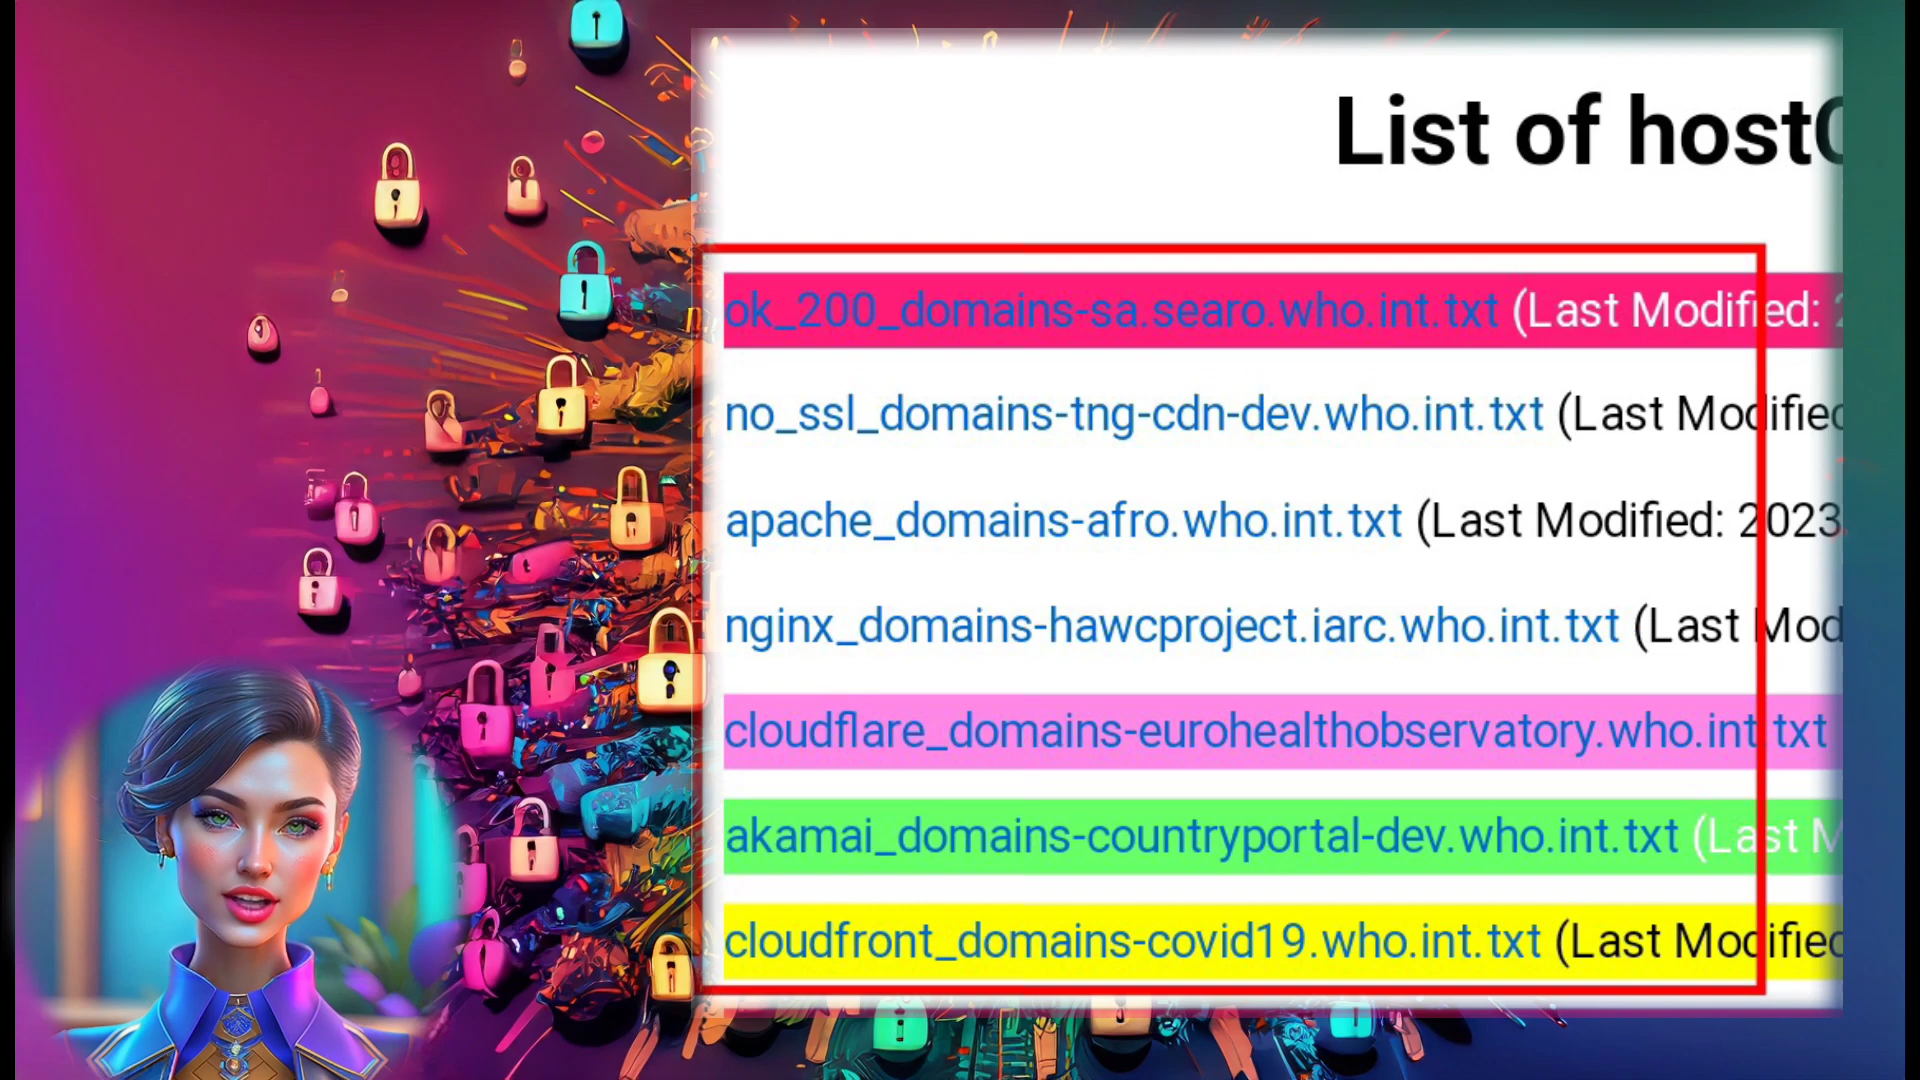 List of host
ok_200_domains-sa.searo.who.int.txt (Last Modified:
no_ssl_domains-tng-cdn-dev.who.int.txt (Last Modified
apache_domains-afro.who.int.txt (Last Modified: 2023
nginx_domains-hawcproject.iarc.who.int.txt (Last Mod
cloudflare_domains-eurohealthobservatory.who.int.txt
akamai_domains-countryportal-dev.who.int.txt (Last M
cloudfront_domains-covid19.who.int.txt (Last Modified